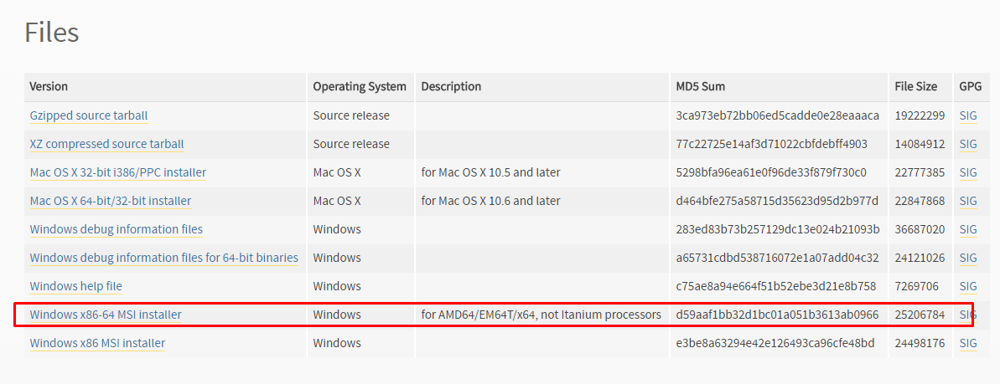 Files
Version Operating System Description MD5 Sum File Size GPG
Gzipped source tarball Source release 3ca973eb72bb06ed5cadde0e28eaaaca 19222299 SIG
XZ compressed source tarball Source release 77c22725e14af3d71022cbfdebff4903 14084912 SIG
Mac OS X 32-bit i386/PPC installer Mac OS X for Mac OS X 10.5 and later 5298bfa96ea61e0f96de33f879f730c0 22777385 SIG
Mac OS X 64-bit/32-bit installer Mac OS X for Mac OS X 10.6 and later d464bfe275a58715d35623d95d2b977d 22847868 SIG
Windows debug information files Windows 283ed83b73b257129dc13e024b21093b 36687020 SIG
Windows debug information files for 64-bit binaries Windows a65731cdbd538716072e1a07add04c32 24121026 SIG
Windows help file Windows c75ae8a94e664f51b52ebe3d21e8b758 7269706 SIG
Windows x86-64 MSI installer Windows for AMD64/EM64T/x64, not Itanium processors d59aaf1bb32d1bc01a051b3613ab0966 25206784 SIG
Windows x86 MSI installer Windows e3be8a63294e42e126493ca96cfe48bd 24498176 SIG